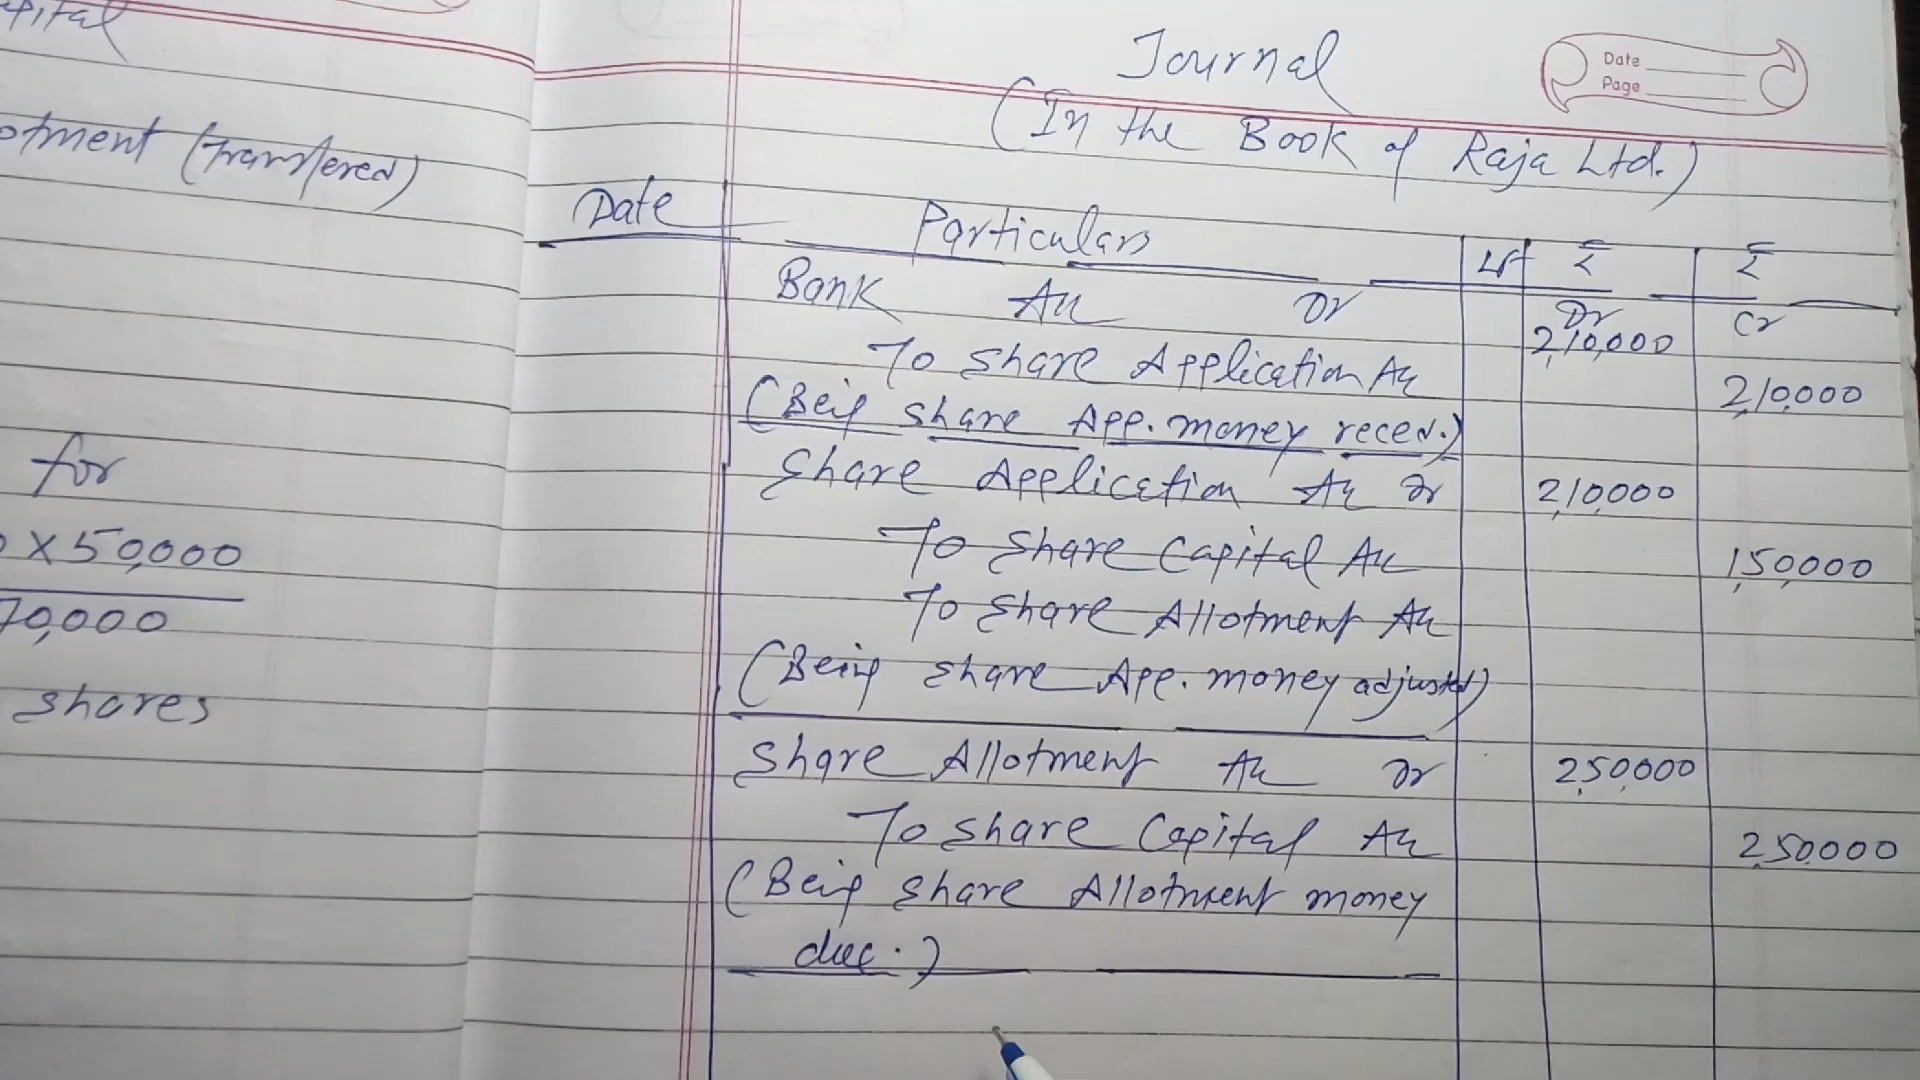 pital
otment (transfered)
for
0 X 50,000
70,000
shares
Date
Page
Journal
(In the Book of Raja Ltd.)
Date Particulars Lf ₹ ₹
Dr Cr
Bank A/c Dr 2,10,000
To Share Application A/c 2,10,000
(Being share App. money recev.)
Share Application A/c Dr 2,10,000
To Share Capital A/c 1,50,000
To Share Allotment A/c
(Being share App. money adjusted)
Share Allotment A/c Dr 2,50,000
To Share Capital A/c 2,50,000
(Being share Allotment money
due.)